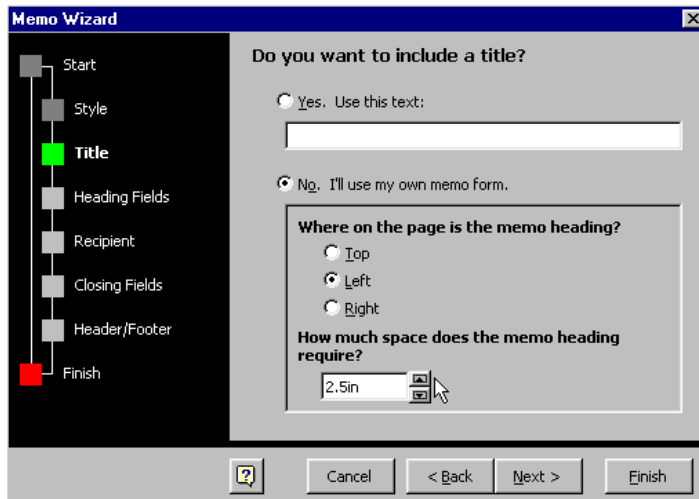 Memo Wizard
Start
Style
Title
Heading Fields
Recipient
Closing Fields
Header/Footer
Finish
Do you want to include a title?
Yes. Use this text:
No. I'll use my own memo form.
Where on the page is the memo heading?
Top
Left
Right
How much space does the memo heading
require?
2.5in
Cancel
< Back
Next >
Finish